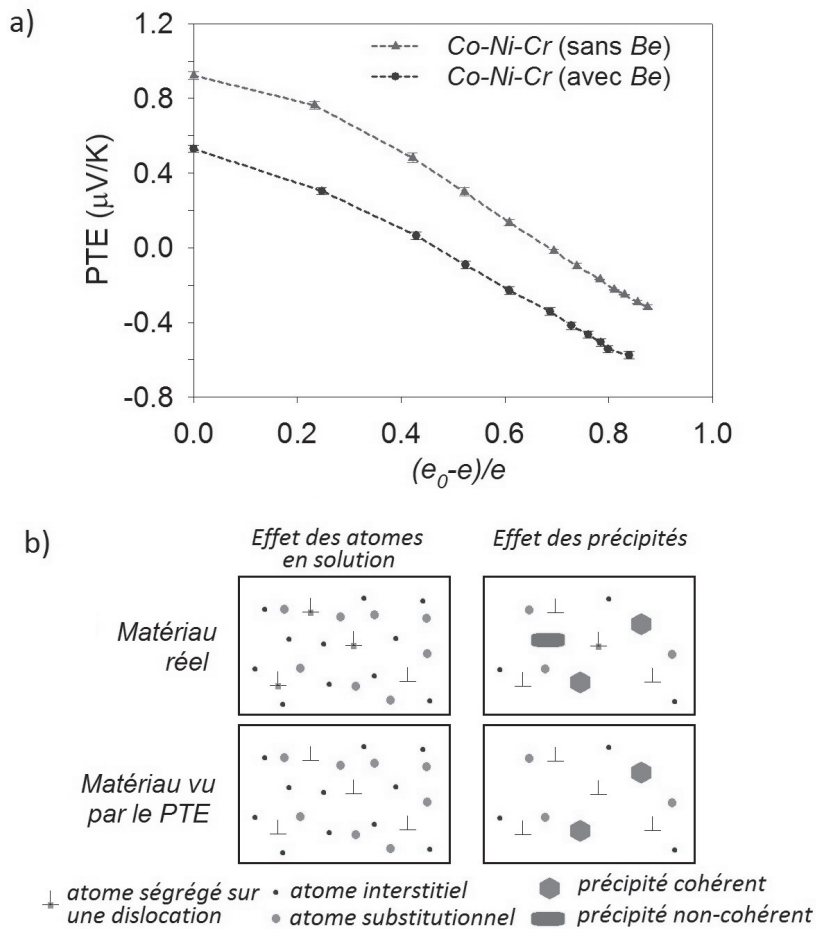 a)
1.2
0.8
0.4
0.0
-0.4
-0.8
PTE (μV/K)
Co-Ni-Cr (sans Be)
Co-Ni-Cr (avec Be)
0.0 0.2 0.4 0.6 0.8 1.0
(e0-e)/e
b)
Effet des atomes
en solution
Effet des précipités
Matériau
réel
Matériau vu
par le PTE
atome ségrégé sur
une dislocation
atome interstitiel
atome substitutionnel
précipité cohérent
précipité non-cohérent